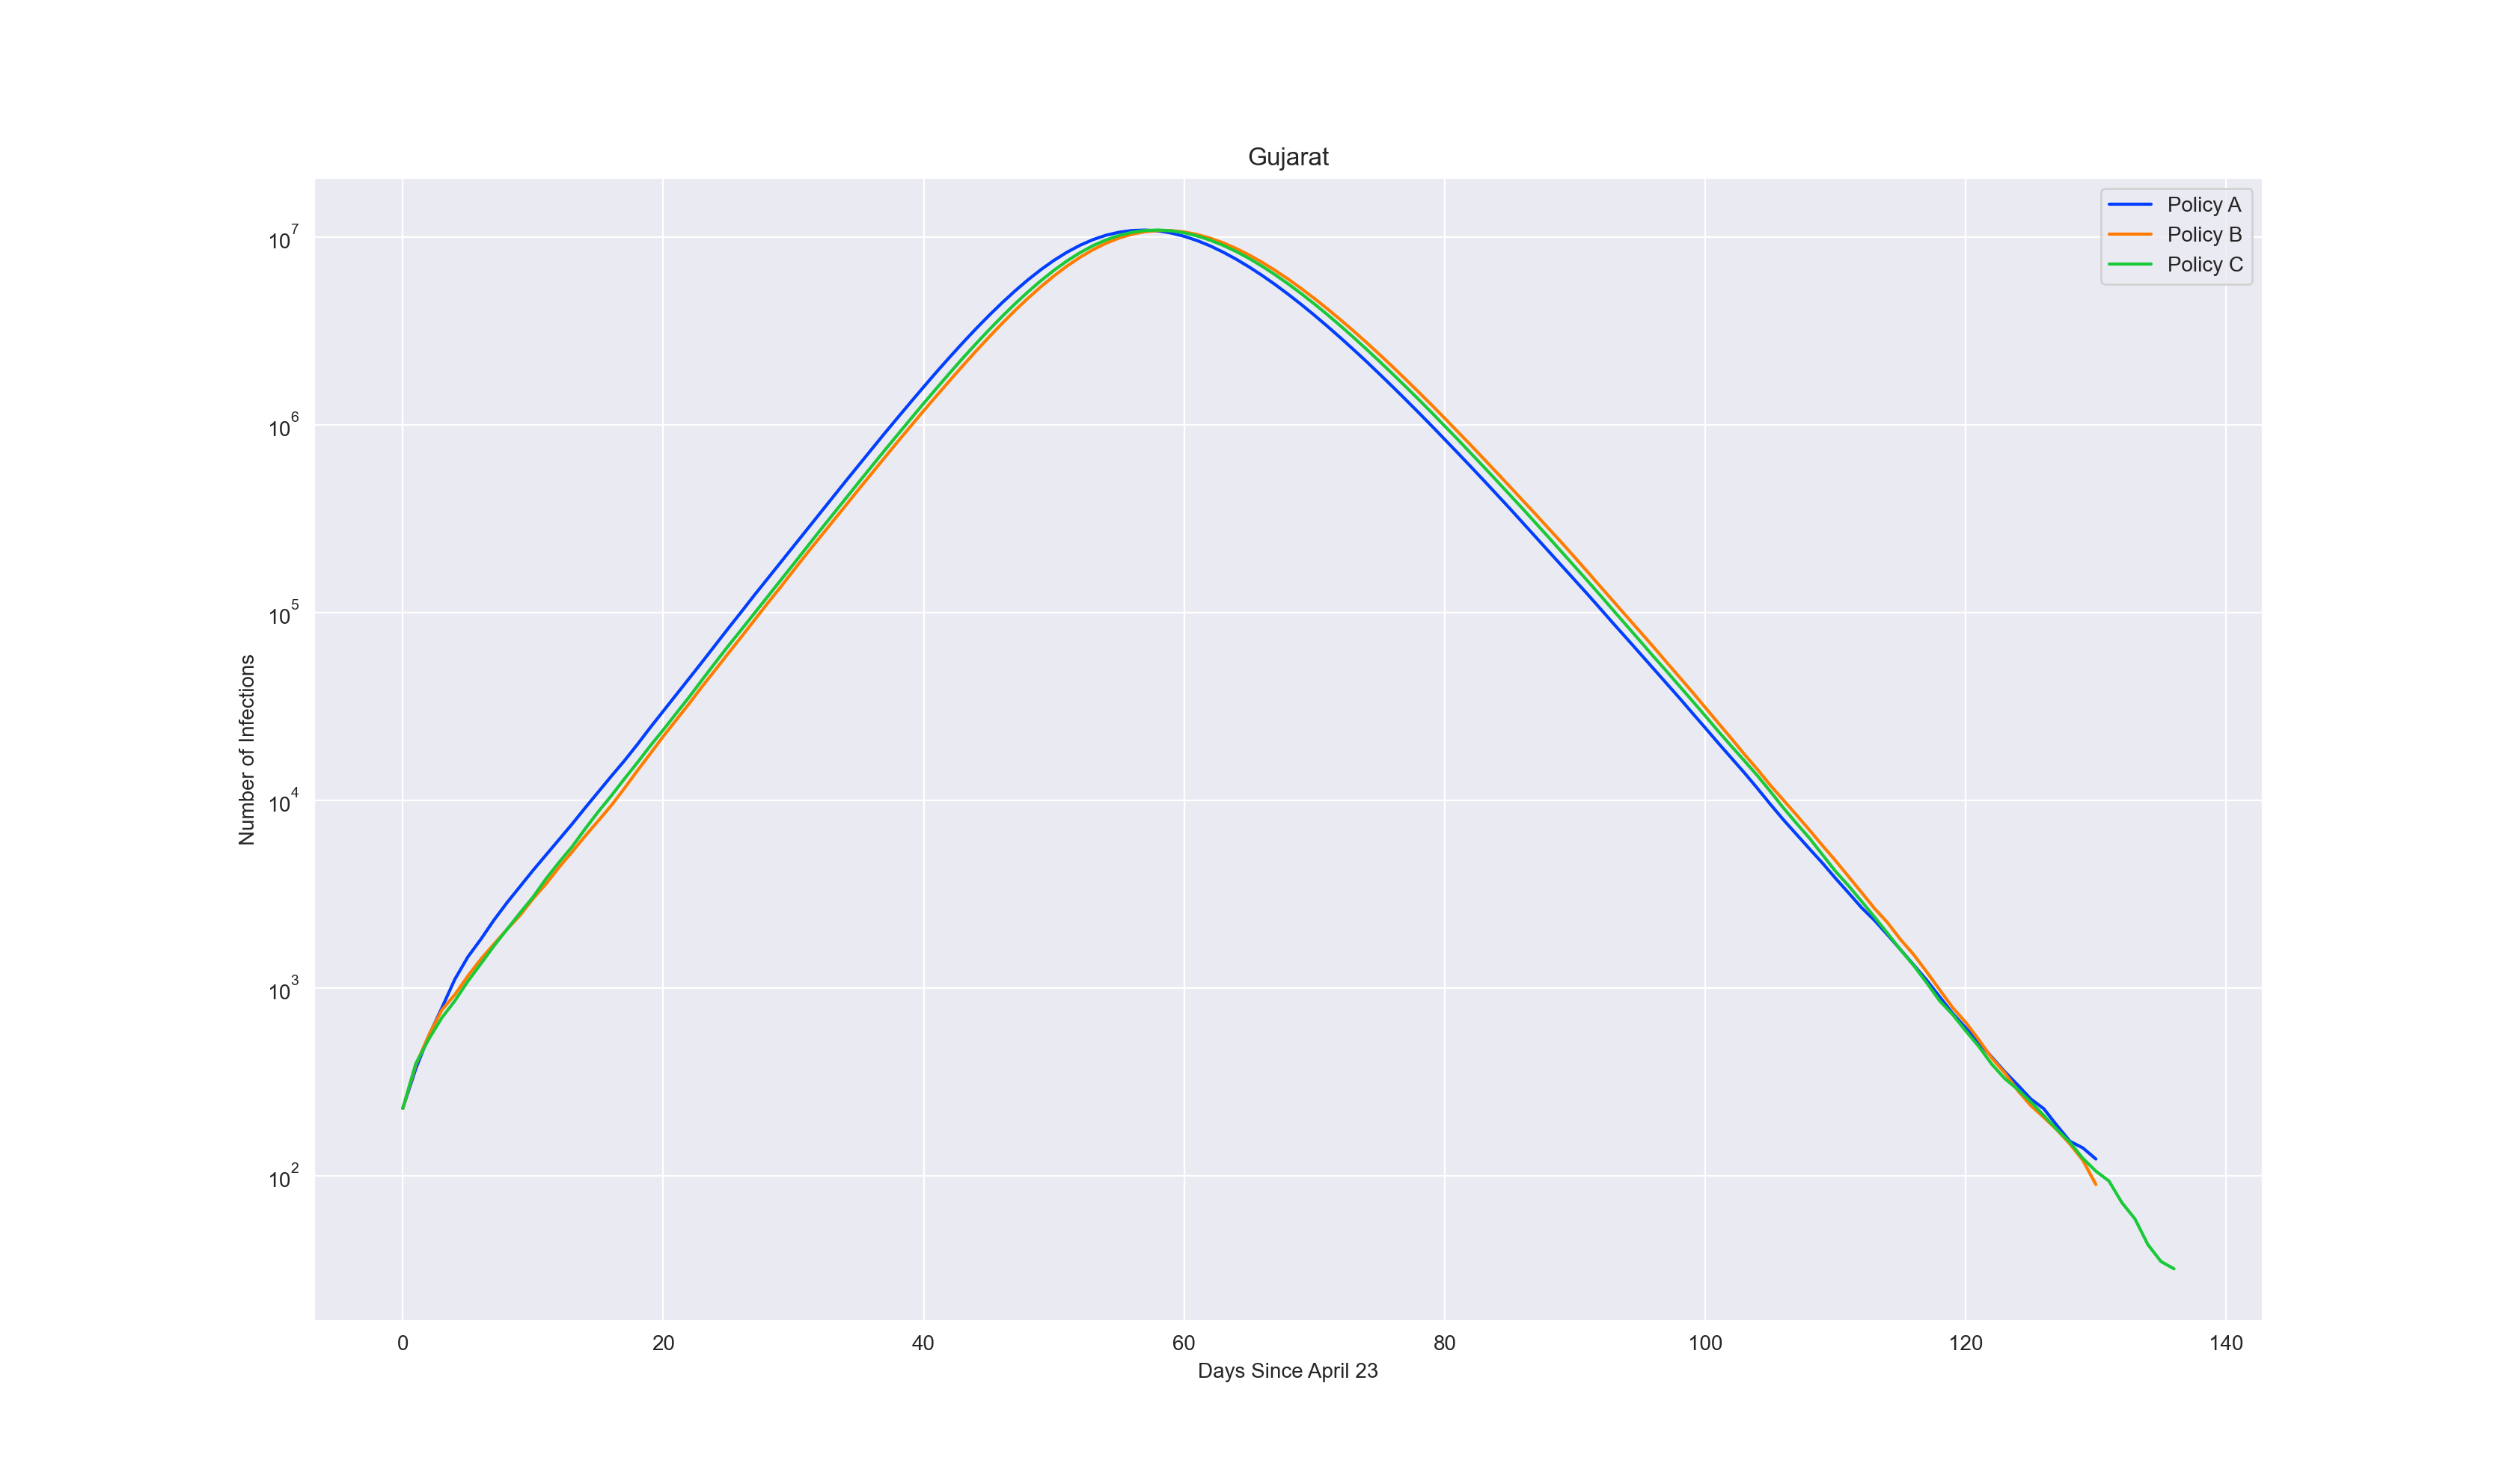 Gujarat
Policy A
Policy B
Policy C
10^7
10^6
10^5
10^4
10^3
10^2
Number of Infections
0 20 40 60 80 100 120 140
Days Since April 23